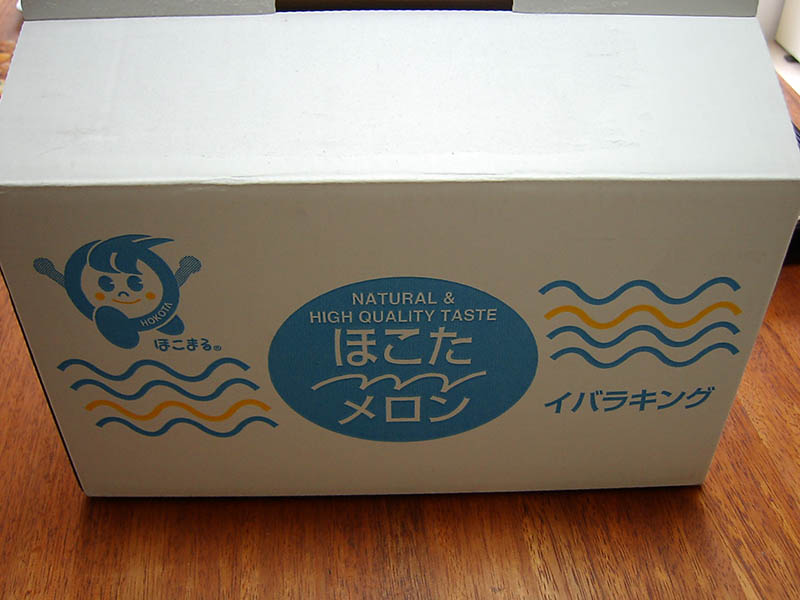 HOKOTA
ほこまる®
NATURAL &
HIGH QUALITY TASTE
ほこた
メロン
イバラキング